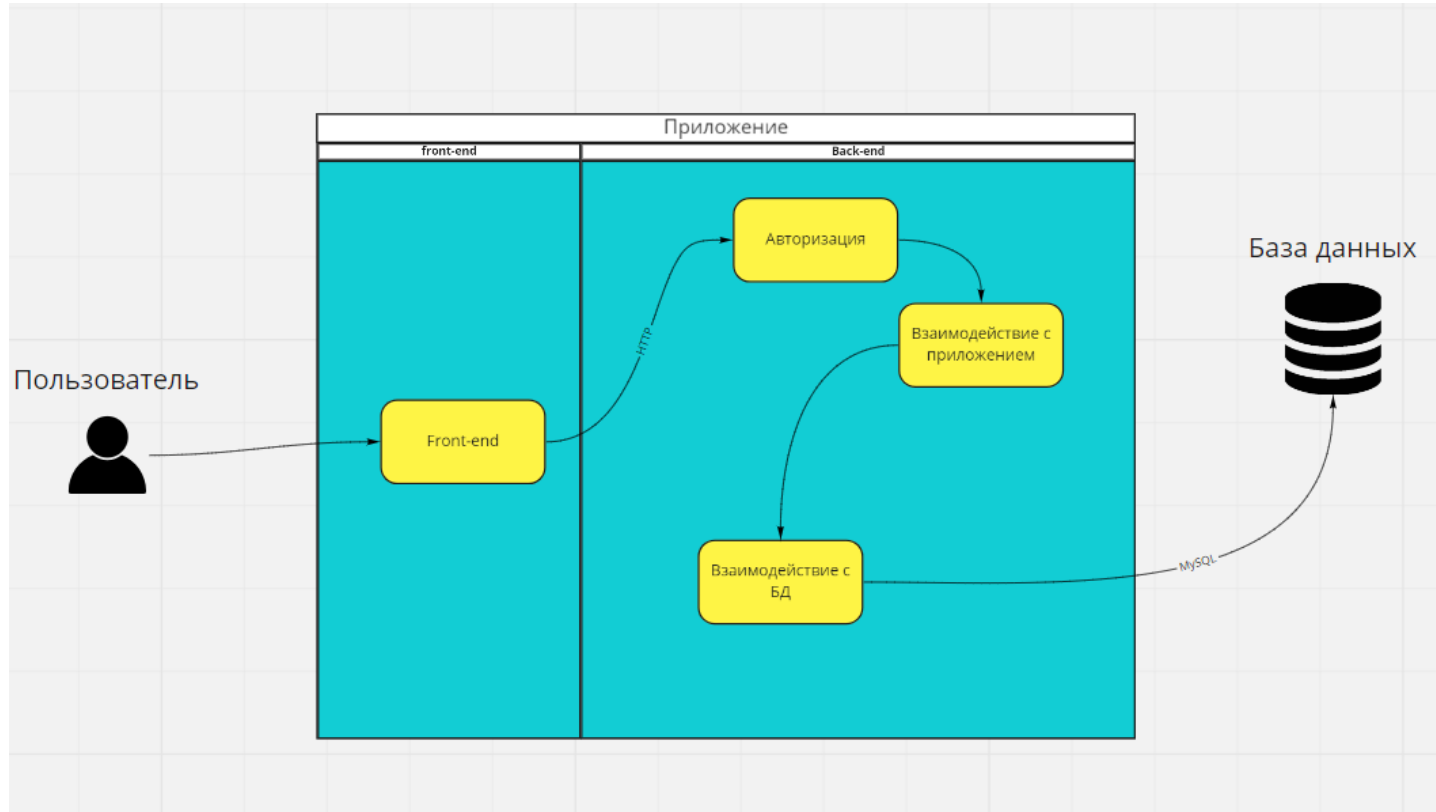 Приложение
front-end
Back-end
Авторизация
База данных
Взаимодействие с
приложением
HTTP
Пользователь
Front-end
Взаимодействие с
БД
MySQL